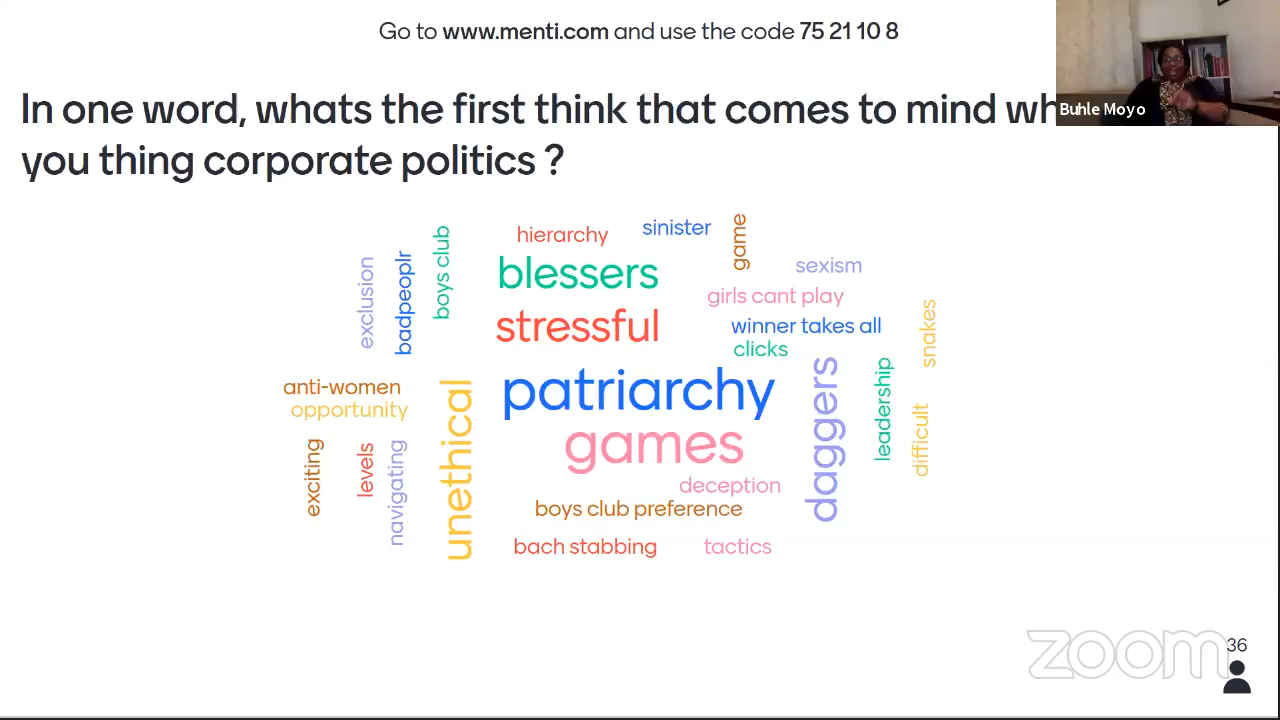 Go to www.menti.com and use the code 75 21 10 8
Buhle Moyo
In one word, whats the first think that comes to mind wh
you thing corporate politics ?
hierarchy
sinister
game
boys club
exclusion
badpeoplr
blessers
sexism
girls cant play
stressful
winner takes all
clicks
snakes
anti-women
opportunity
patriarchy
daggers
leadership
difficult
exciting
levels
navigating
unethical
games
deception
boys club preference
bach stabbing
tactics
zoom
36